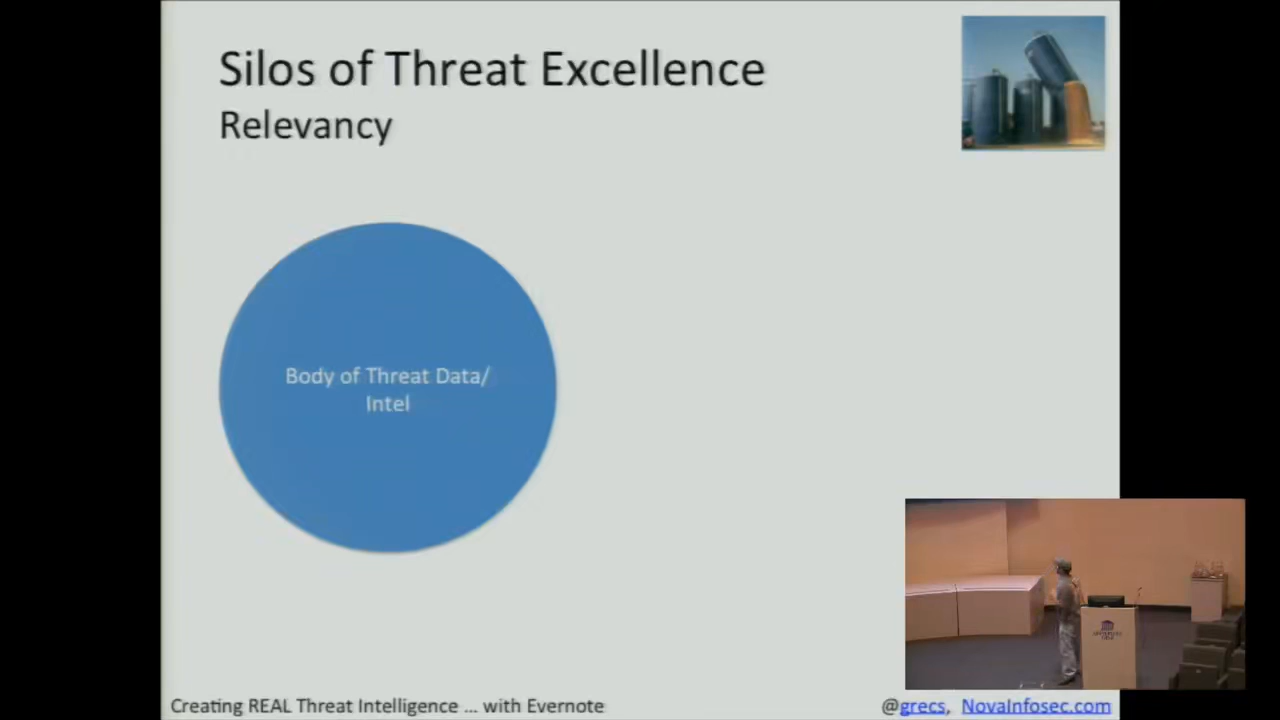 Silos of Threat Excellence
Relevancy
Body of Threat Data/
Intel
Creating REAL Threat Intelligence ... with Evernote
@grecs, NovaInfosec.com